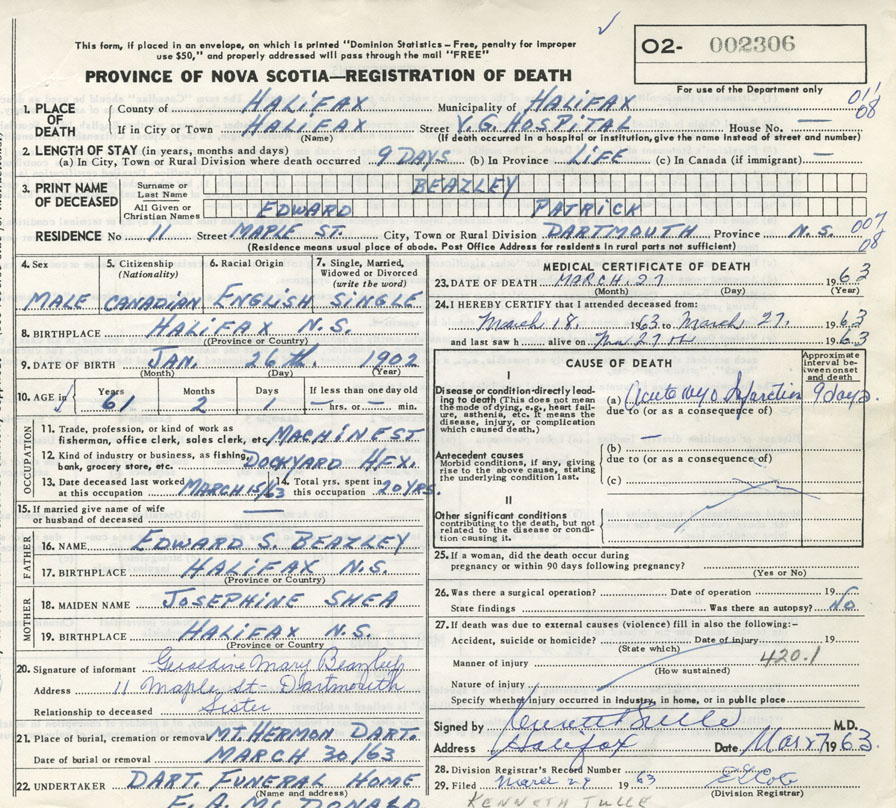 This form, if placed in an envelope, on which is printed "Dominion Statistics – Free, penalty for improper
use $50," and properly addressed will pass through the mail "FREE"
O2- 002306
PROVINCE OF NOVA SCOTIA—REGISTRATION OF DEATH
For use of the Department only
1. PLACE OF DEATH
County of HALIFAX Municipality of HALIFAX 011
If in City or Town HALIFAX Street V.G. HOSPITAL House No. — 08
(Name) (If death occurred in a hospital or institution, give the name instead of street and number)
2. LENGTH OF STAY (in years, months and days)
(a) In City, Town or Rural Division where death occurred 9 DAYS (b) In Province LIFE (c) In Canada (if immigrant) —
3. PRINT NAME OF DECEASED
Surname or Last Name BEAZLEY
All Given or Christian Names EDWARD PATRICK
RESIDENCE No 11 Street MAPLE ST. City, Town or Rural Division DARTMOUTH Province N.S. 007
(Residence means usual place of abode. Post Office Address for residents in rural parts not sufficient) 08
4. Sex 5. Citizenship (Nationality) 6. Racial Origin 7. Single, Married, Widowed or Divorced (write the word)
MALE CANADIAN ENGLISH SINGLE
8. BIRTHPLACE HALIFAX N.S.
(Province or Country)
9. DATE OF BIRTH JAN. 26th. 1902
(Month) (Day) (Year)
10. AGE in Years Months Days If less than one day old
61 2 1 — hrs. or — min.
OCCUPATION
11. Trade, profession, or kind of work as
fisherman, office clerk, sales clerk, etc. MACHINEST
12. Kind of industry or business, as fishing,
bank, grocery store, etc. DOCKYARD HFX.
13. Date deceased last worked at this occupation MARCH 15/63 14. Total yrs. spent in this occupation 20 YRS.
15. If married give name of wife
or husband of deceased —
FATHER
16. NAME EDWARD S. BEAZLEY
17. BIRTHPLACE HALIFAX N.S.
(Province or Country)
MOTHER
18. MAIDEN NAME JOSEPHINE SHEA
19. BIRTHPLACE HALIFAX N.S.
(Province or Country)
20. Signature of informant Mary Beazley
Address 11 Maple St - Dartmouth
Relationship to deceased Sister
21. Place of burial, cremation or removal MT. HERMON DART.
Date of burial or removal MARCH 30/63
22. UNDERTAKER DART. FUNERAL HOME
(Name and address)
MEDICAL CERTIFICATE OF DEATH
23. DATE OF DEATH MARCH. 27 1963
(Month) (Day) (Year)
24. I HEREBY CERTIFY that I attended deceased from:
March 18. 1963 to March 27. 1963
and last saw h alive on 27th 1963
CAUSE OF DEATH
Approximate interval between onset and death
I
Disease or condition directly leading to death (This does not mean the mode of dying, e.g., heart failure, asthenia, etc. It means the disease, injury, or complication which caused death.)
(a) Acute myo Infarction 9 days.
due to (or as a consequence of)
Antecedent causes
Morbid conditions, if any, giving rise to the above cause, stating the underlying condition last.
(b)
due to (or as a consequence of)
(c)
II
Other significant conditions
contributing to the death, but not related to the disease or condition causing it.
25. If a woman, did the death occur during
pregnancy or within 90 days following pregnancy?
(Yes or No)
26. Was there a surgical operation? Date of operation 19
State findings Was there an autopsy? No
27. If death was due to external causes (violence) fill in also the following:–
Accident, suicide or homicide? Date of injury 19
(State which)
Manner of injury 420.1
(How sustained)
Nature of injury
Specify whether injury occurred in industry, in home, or in public place
Signed by M.D.
Address Halifax Date 1963.
28. Division Registrar's Record Number
29. Filed March 29 1963
(Division Registrar)
KENNETH TULLE